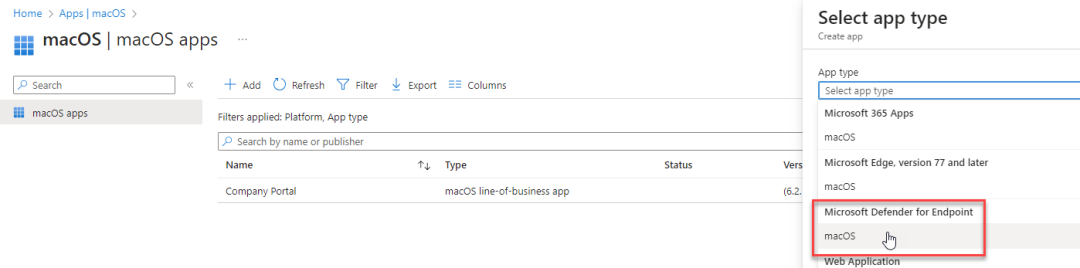 Home > Apps | macOS >
macOS | macOS apps ...
Search
«
macOS apps
+ Add Refresh Filter Export Columns
Filters applied: Platform, App type
Search by name or publisher
Name ↑↓ Type Status Vers
Company Portal macOS line-of-business app (6.2.
Select app type
Create app
App type
Select app type
Microsoft 365 Apps
macOS
Microsoft Edge, version 77 and later
macOS
Microsoft Defender for Endpoint
macOS
Web Application